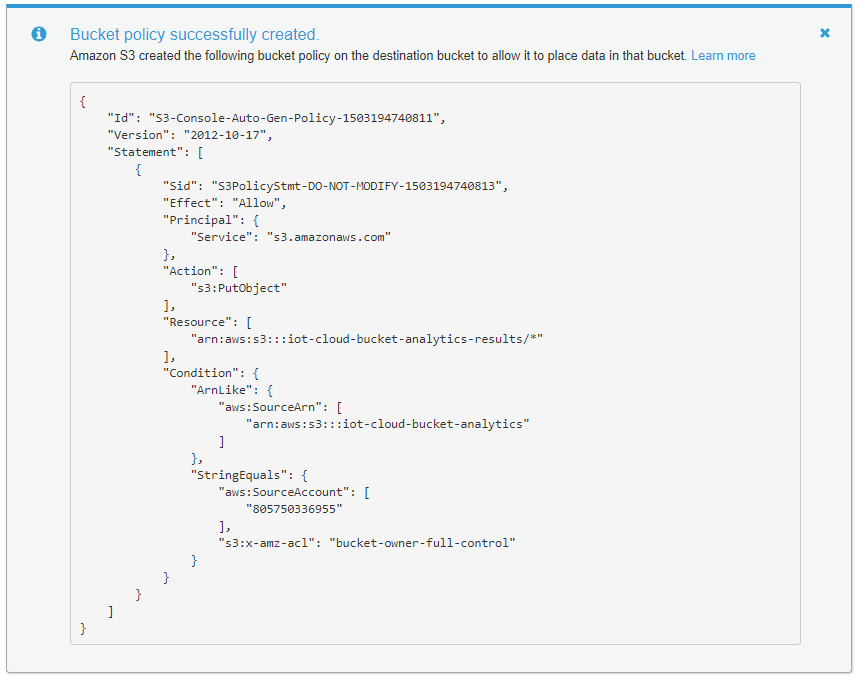 Bucket policy successfully created.
Amazon S3 created the following bucket policy on the destination bucket to allow it to place data in that bucket. Learn more
{
    "Id": "S3-Console-Auto-Gen-Policy-1503194740811",
    "Version": "2012-10-17",
    "Statement": [
        {
            "Sid": "S3PolicyStmt-DO-NOT-MODIFY-1503194740813",
            "Effect": "Allow",
            "Principal": {
                "Service": "s3.amazonaws.com"
            },
            "Action": [
                "s3:PutObject"
            ],
            "Resource": [
                "arn:aws:s3:::iot-cloud-bucket-analytics-results/*"
            ],
            "Condition": {
                "ArnLike": {
                    "aws:SourceArn": [
                        "arn:aws:s3:::iot-cloud-bucket-analytics"
                    ]
                },
                "StringEquals": {
                    "aws:SourceAccount": [
                        "805750336955"
                    ],
                    "s3:x-amz-acl": "bucket-owner-full-control"
                }
            }
        }
    ]
}